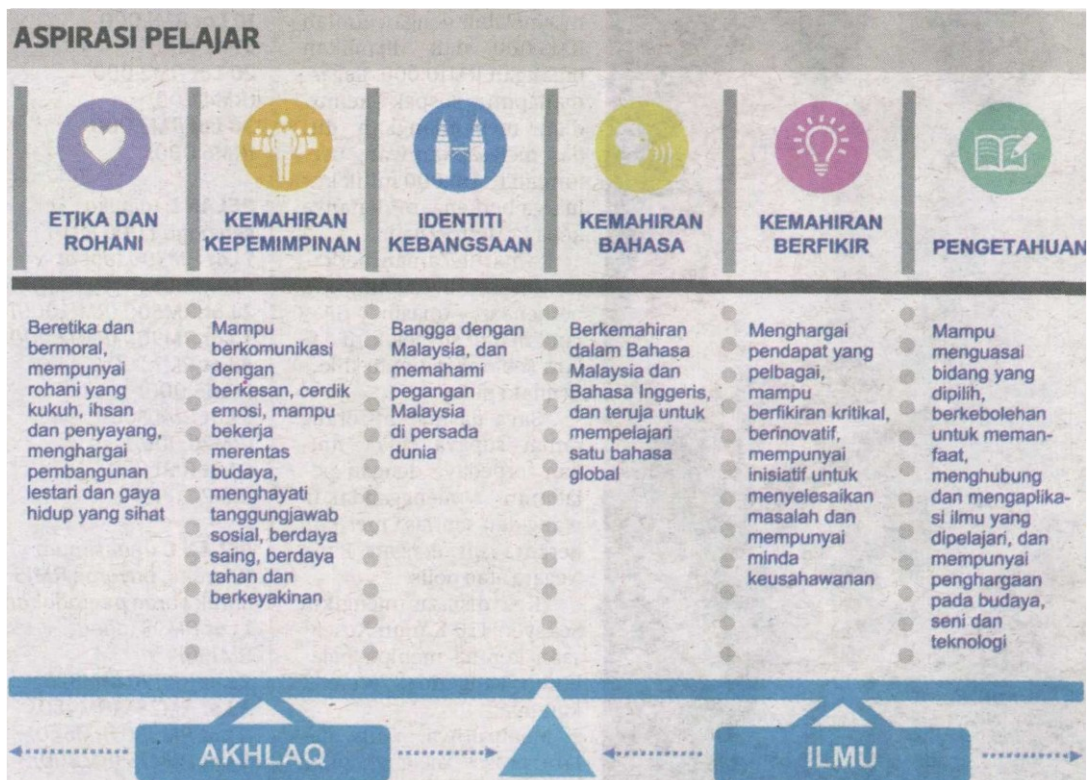 ASPIRASI PELAJAR
ETIKA DAN
ROHANI
KEMAHIRAN
KEPEMIMPINAN
IDENTITI
KEBANGSAAN
KEMAHIRAN
BAHASA
KEMAHIRAN
BERFIKIR
PENGETAHUAN
Beretika dan
bermoral,
mempunyai
rohani yang
kukuh, ihsan
dan penyayang,
menghargai
pembangunan
lestari dan gaya
hidup yang sihat
Mampu
berkomunikasi
dengan
berkesan, cerdik
emosi, mampu
bekerja
merentas
budaya,
menghayati
tanggungjawab
sosial, berdaya
saing, berdaya
tahan dan
berkeyakinan
Bangga dengan
Malaysia, dan
memahami
pegangan
Malaysia
di persada
dunia
Berkemahiran
dalam Bahasa
Malaysia dan
Bahasa Inggeris,
dan teruja untuk
mempelajari
satu bahasa
global
Menghargai
pendapat yang
pelbagai,
mampu
berfikiran kritikal,
berinovatif,
mempunyai
inisiatif untuk
menyelesaikan
masalah dan
mempunyai
minda
keusahawanan
Mampu
menguasai
bidang yang
dipilih,
berkebolehan
untuk meman-
faat,
menghubung
dan mengaplika-
si ilmu yang
dipelajari, dan
mempunyai
penghargaan
pada budaya,
seni dan
teknologi
AKHLAQ
ILMU